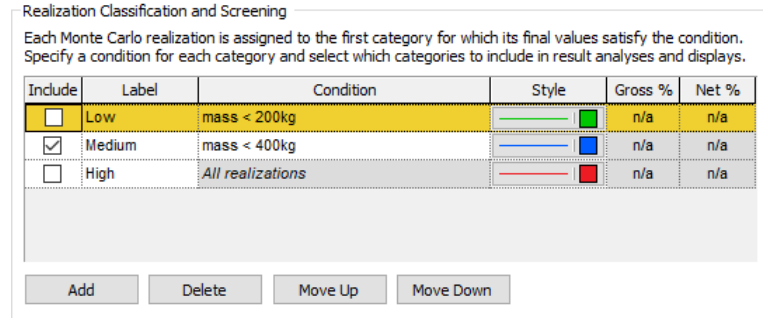 Realization Classification and Screening
Each Monte Carlo realization is assigned to the first category for which its final values satisfy the condition.
Specify a condition for each category and select which categories to include in result analyses and displays.
Include Label Condition Style Gross % Net %
Low mass < 200kg n/a n/a
Medium mass < 400kg n/a n/a
High All realizations n/a n/a
Add Delete Move Up Move Down